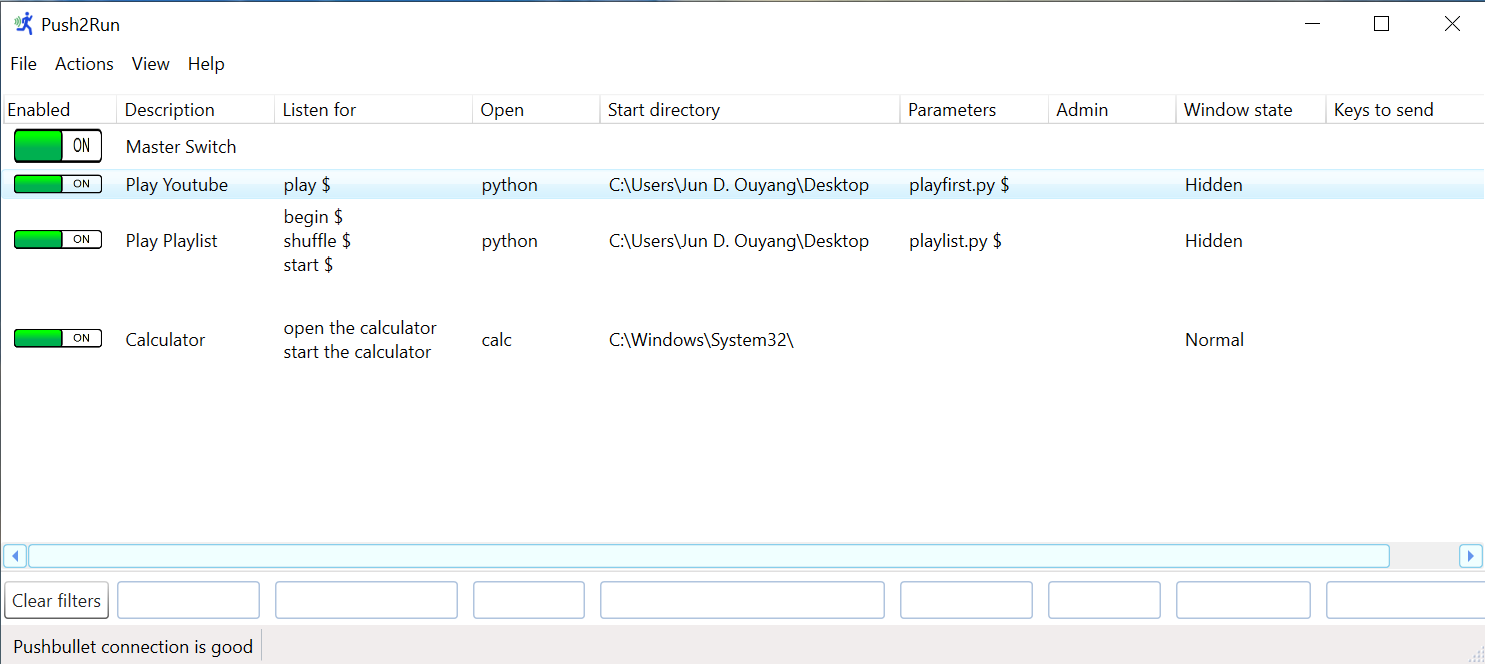 Push2Run
File Actions View Help
Enabled Description Listen for Open Start directory Parameters Admin Window state Keys to send
ON Master Switch
ON Play Youtube play $ python C:\Users\Jun D. Ouyang\Desktop playfirst.py $ Hidden
begin $
ON Play Playlist shuffle $ python C:\Users\Jun D. Ouyang\Desktop playlist.py $ Hidden
start $
open the calculator
ON Calculator calc C:\Windows\System32\ Normal
start the calculator
Clear filters
Pushbullet connection is good